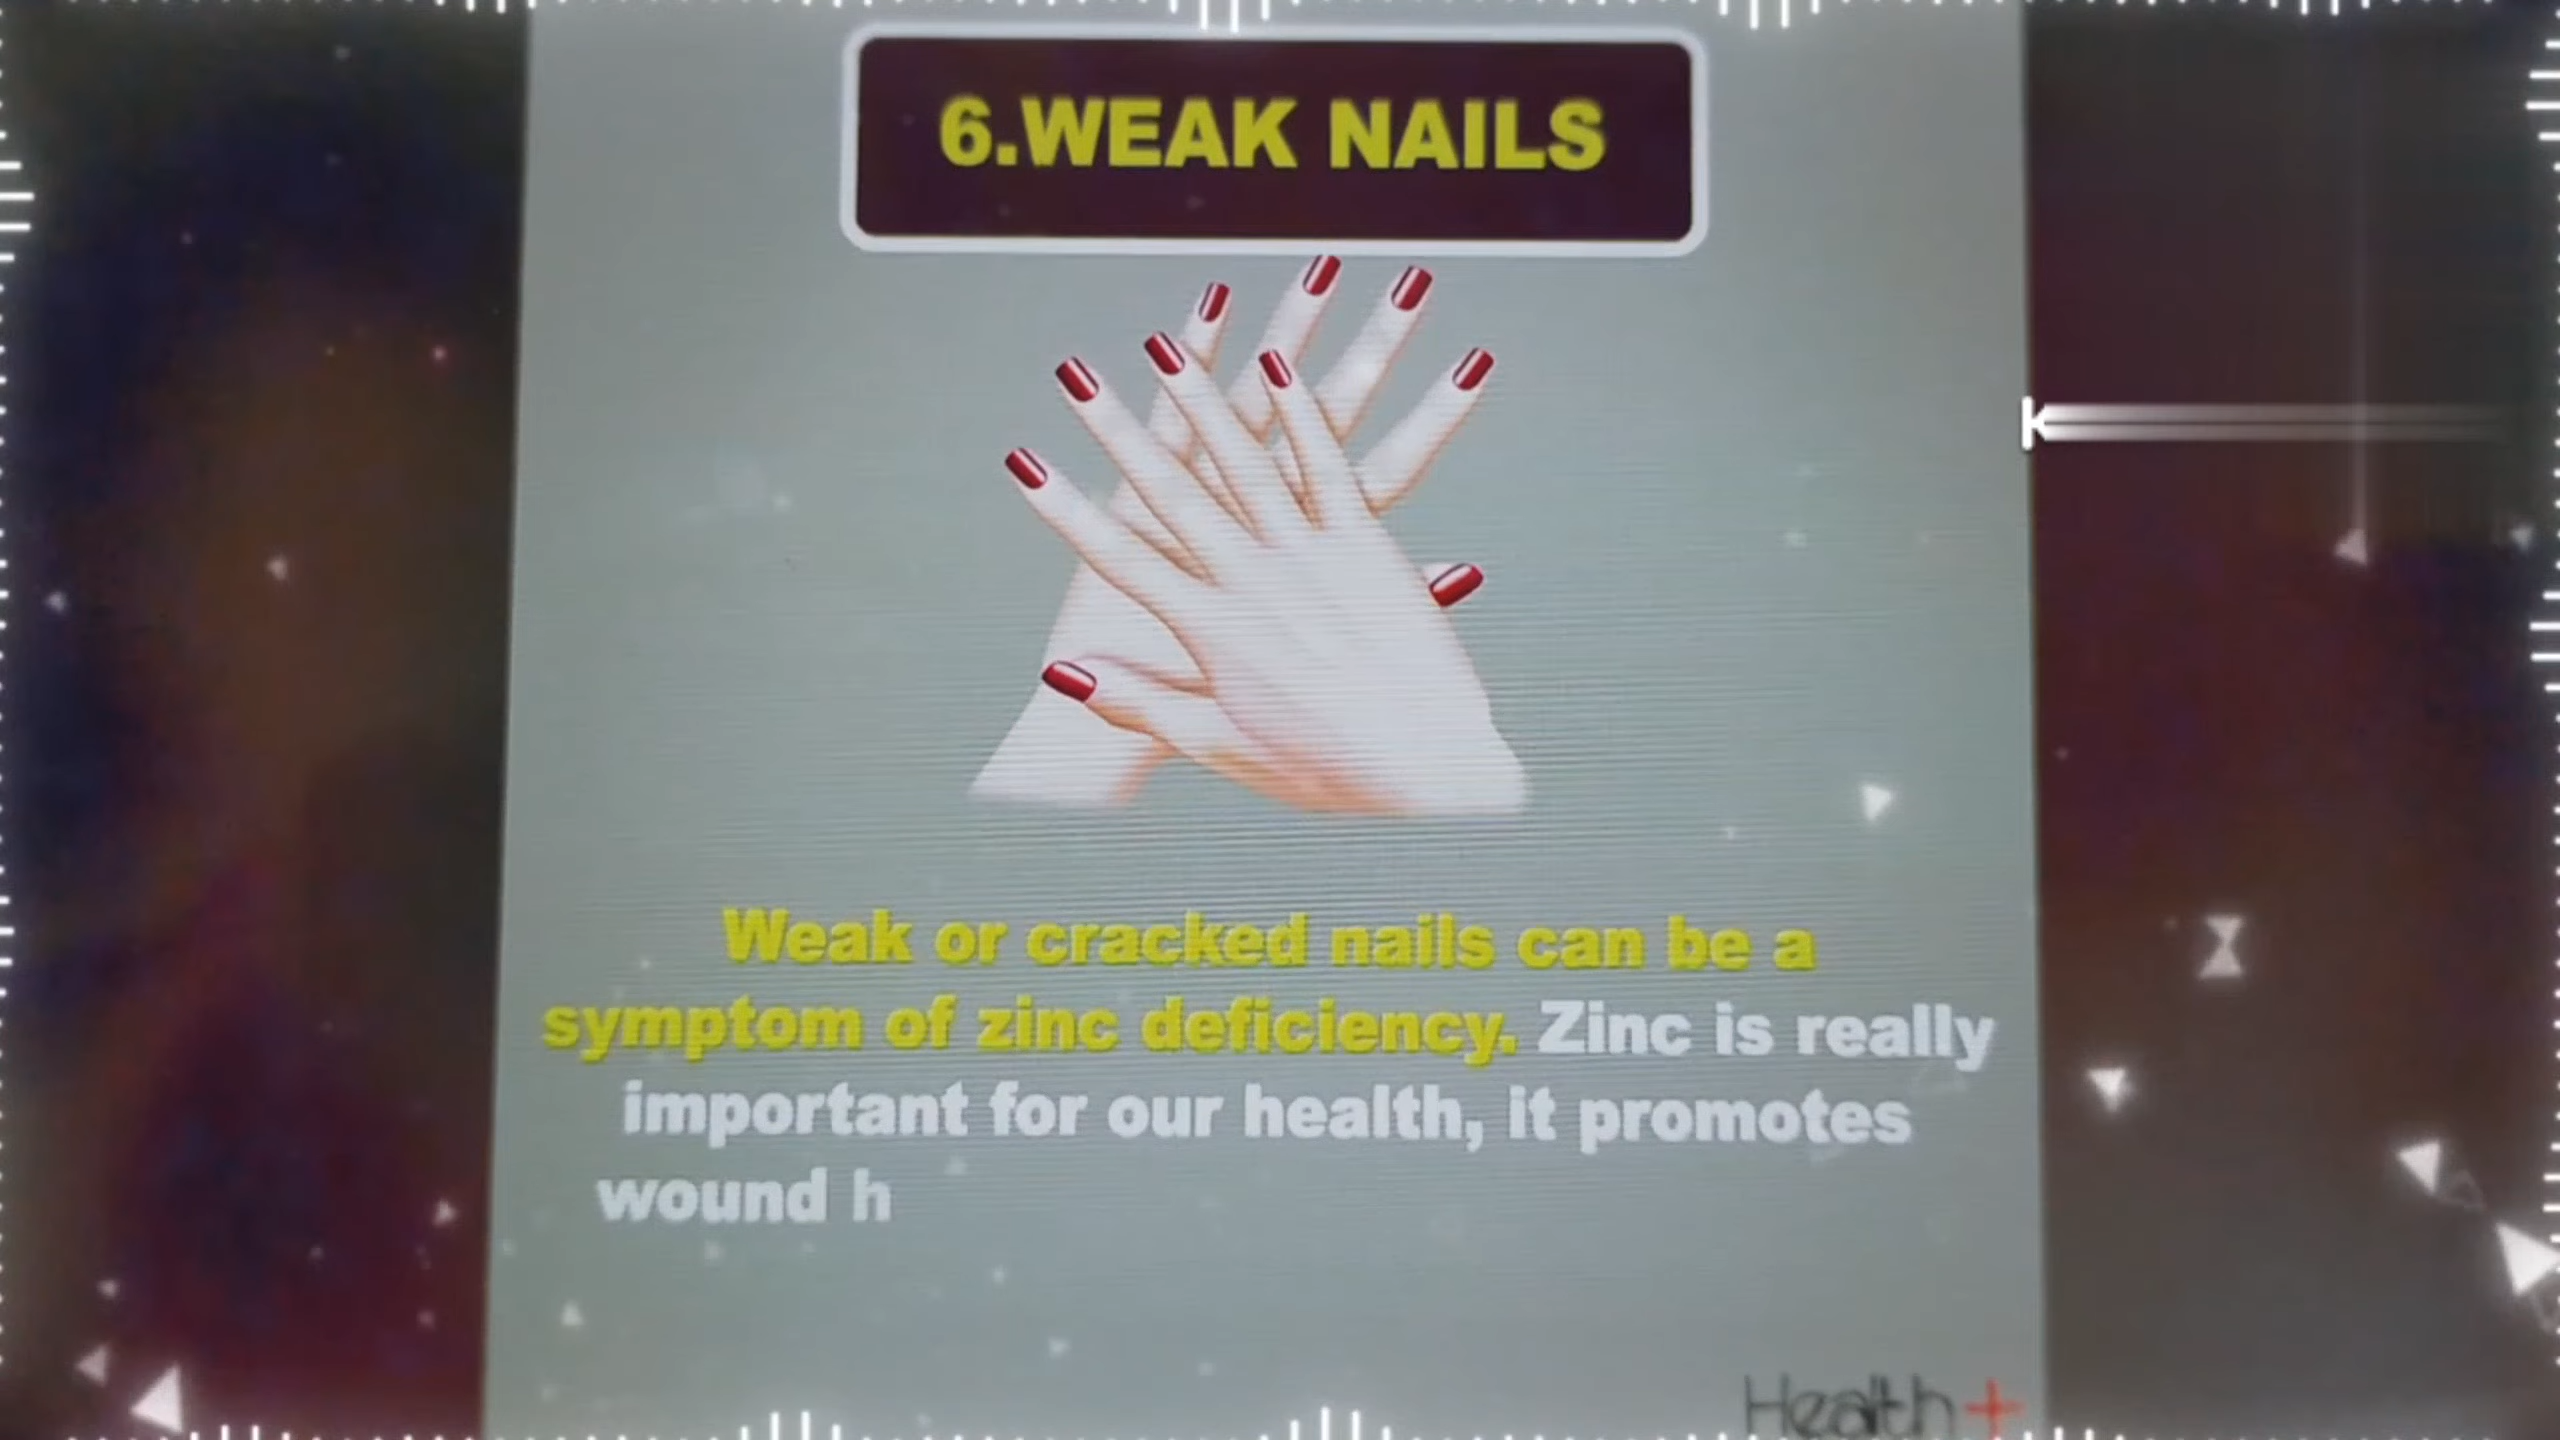 6.WEAK NAILS
Weak or cracked nails can be a
symptom of zinc deficiency. Zinc is really
important for our health, it promotes
wound h
Health+